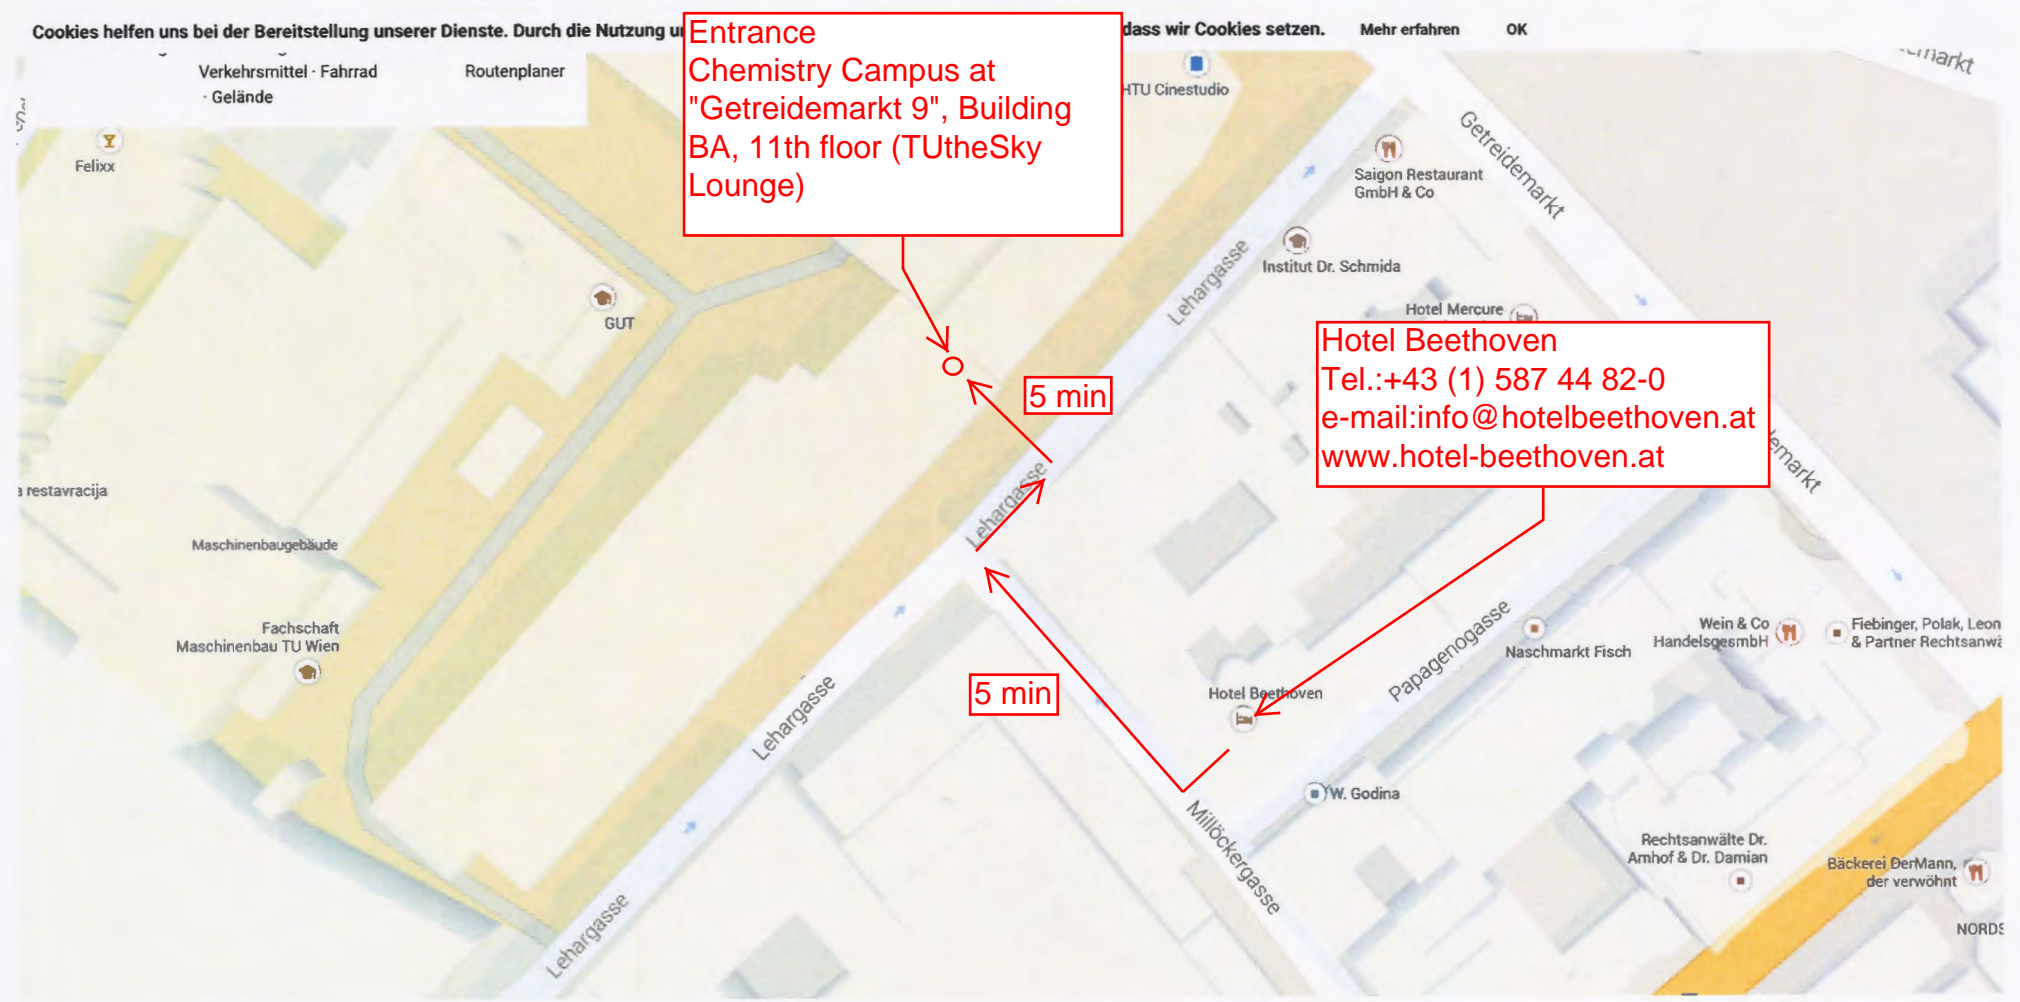 Cookies helfen uns bei der Bereitstellung unserer Dienste. Durch die Nutzung
dass wir Cookies setzen. Mehr erfahren OK
Entrance
Chemistry Campus at
"Getreidemarkt 9", Building
BA, 11th floor (TUtheSky
Lounge)
Verkehrsmittel · Fahrrad
· Gelände
Routenplaner
HTU Cinestudio
Felixx
Getreidemarkt
Saigon Restaurant
GmbH & Co
Institut Dr. Schmida
Lehargasse
Hotel Mercure
GUT
Hotel Beethoven
Tel.:+43 (1) 587 44 82-0
e-mail:info@hotelbeethoven.at
www.hotel-beethoven.at
5 min
Lehargasse
restavracija
Maschinenbaugebäude
Fachschaft
Maschinenbau TU Wien
Papagenogasse
Naschmarkt Fisch
Wein & Co
HandelsgesmbH
Fiebinger, Polak, Leon
& Partner Rechtsanwä
5 min
Hotel Beethoven
Lehargasse
W. Godina
Millöckergasse
Rechtsanwälte Dr.
Arnhof & Dr. Damian
Bäckerei DerMann,
der verwöhnt
Lehargasse
NORDS